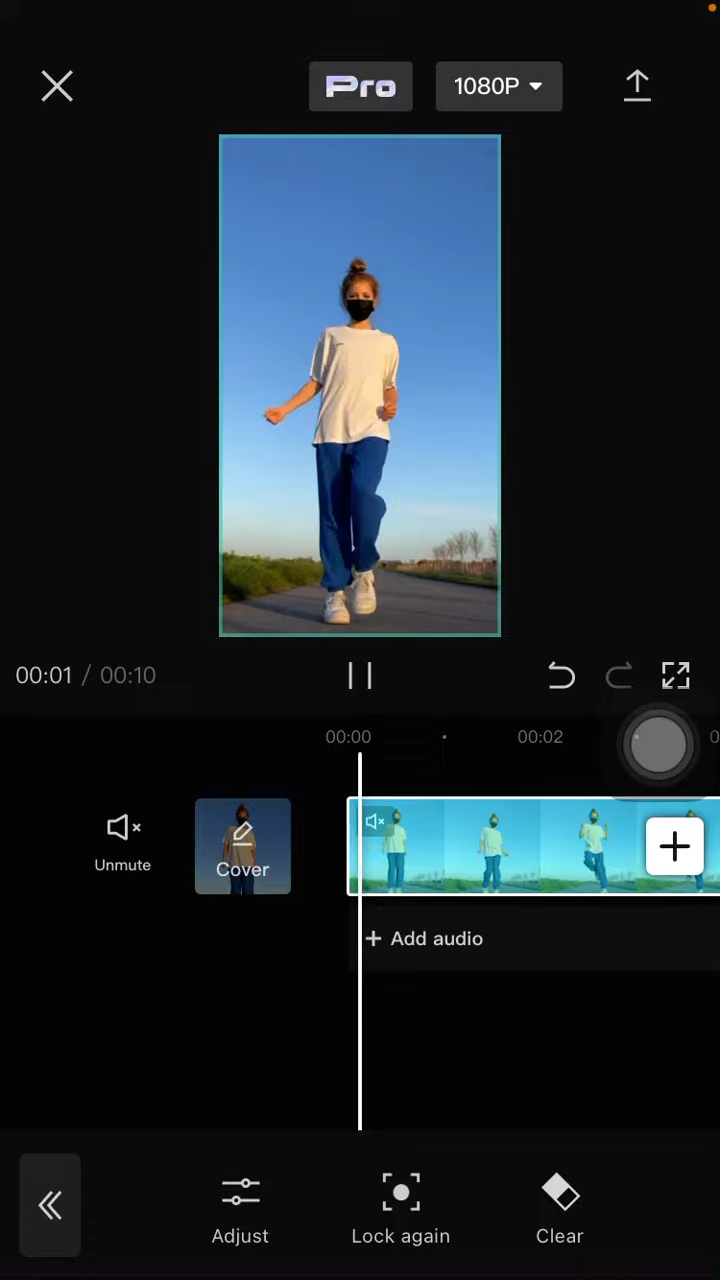 Pro 1080P
00:01 / 00:10
00:00 00:02
Unmute
Cover
+ Add audio
Adjust Lock again Clear